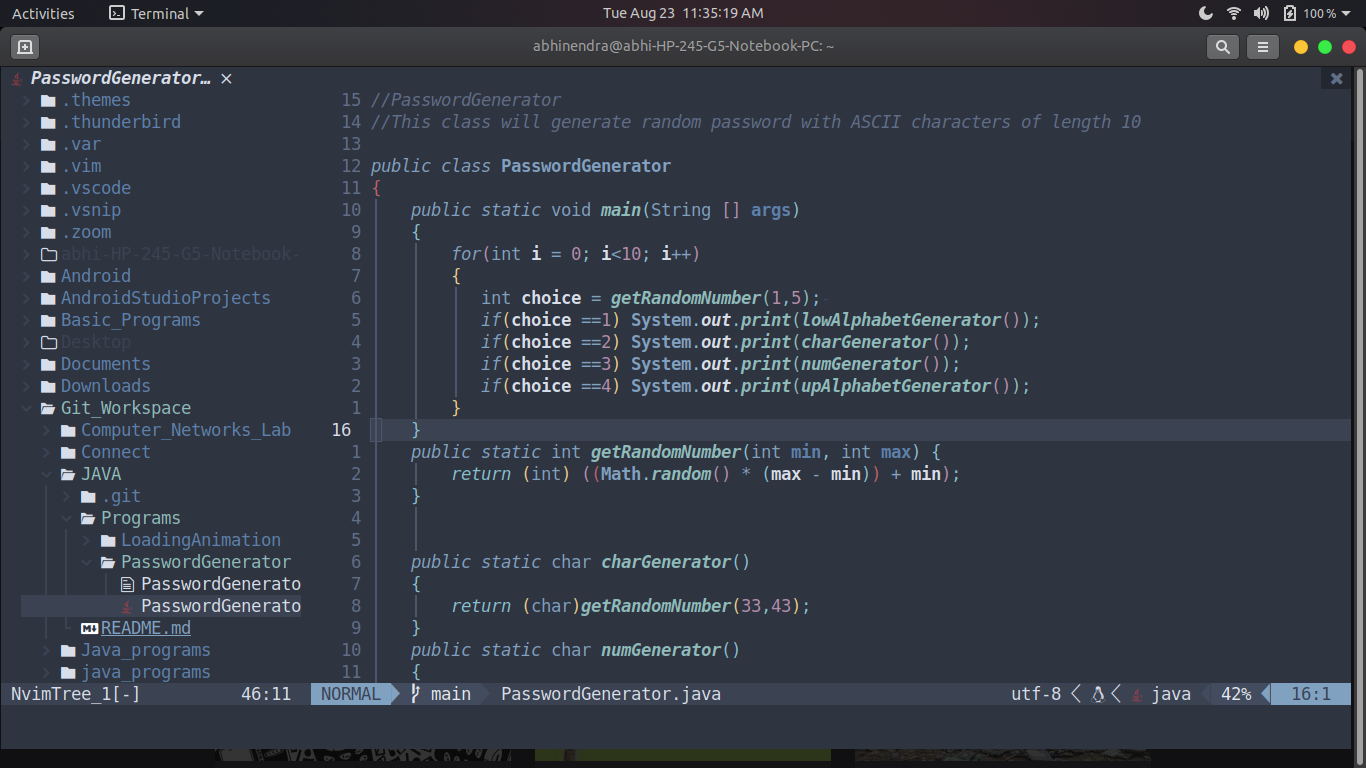 Activities Terminal Tue Aug 23 11:35:19 AM 100 %
abhinendra@abhi-HP-245-G5-Notebook-PC: ~
PasswordGenerator…
.themes
.thunderbird
.var
.vim
.vscode
.vsnip
.zoom
abhi-HP-245-G5-Notebook-
Android
AndroidStudioProjects
Basic_Programs
Desktop
Documents
Downloads
Git_Workspace
Computer_Networks_Lab
Connect
JAVA
.git
Programs
LoadingAnimation
PasswordGenerator
PasswordGenerato
PasswordGenerato
README.md
Java_programs
java_programs
15 //PasswordGenerator
14 //This class will generate random password with ASCII characters of length 10
13
12 public class PasswordGenerator
11 {
10 public static void main(String [] args)
9 {
8 for(int i = 0; i<10; i++)
7 {
6 int choice = getRandomNumber(1,5);
5 if(choice ==1) System.out.print(lowAlphabetGenerator());
4 if(choice ==2) System.out.print(charGenerator());
3 if(choice ==3) System.out.print(numGenerator());
2 if(choice ==4) System.out.print(upAlphabetGenerator());
1 }
16 }
1 public static int getRandomNumber(int min, int max) {
2 return (int) ((Math.random() * (max - min)) + min);
3 }
4
5
6 public static char charGenerator()
7 {
8 return (char)getRandomNumber(33,43);
9 }
10 public static char numGenerator()
11 {
NvimTree_1[-] 46:11 NORMAL main PasswordGenerator.java utf-8 java 42% 16:1